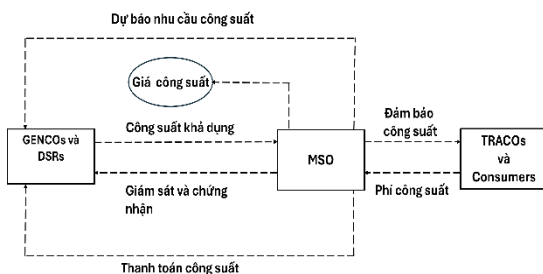 Dự báo nhu cầu công suất
Giá công suất
Đảm bảo
công suất
GENCOs và
DSRs
Công suất khả dụng
MSO
TRACOs
và
Consumers
Giám sát và chứng
nhận
Phí công suất
Thanh toán công suất